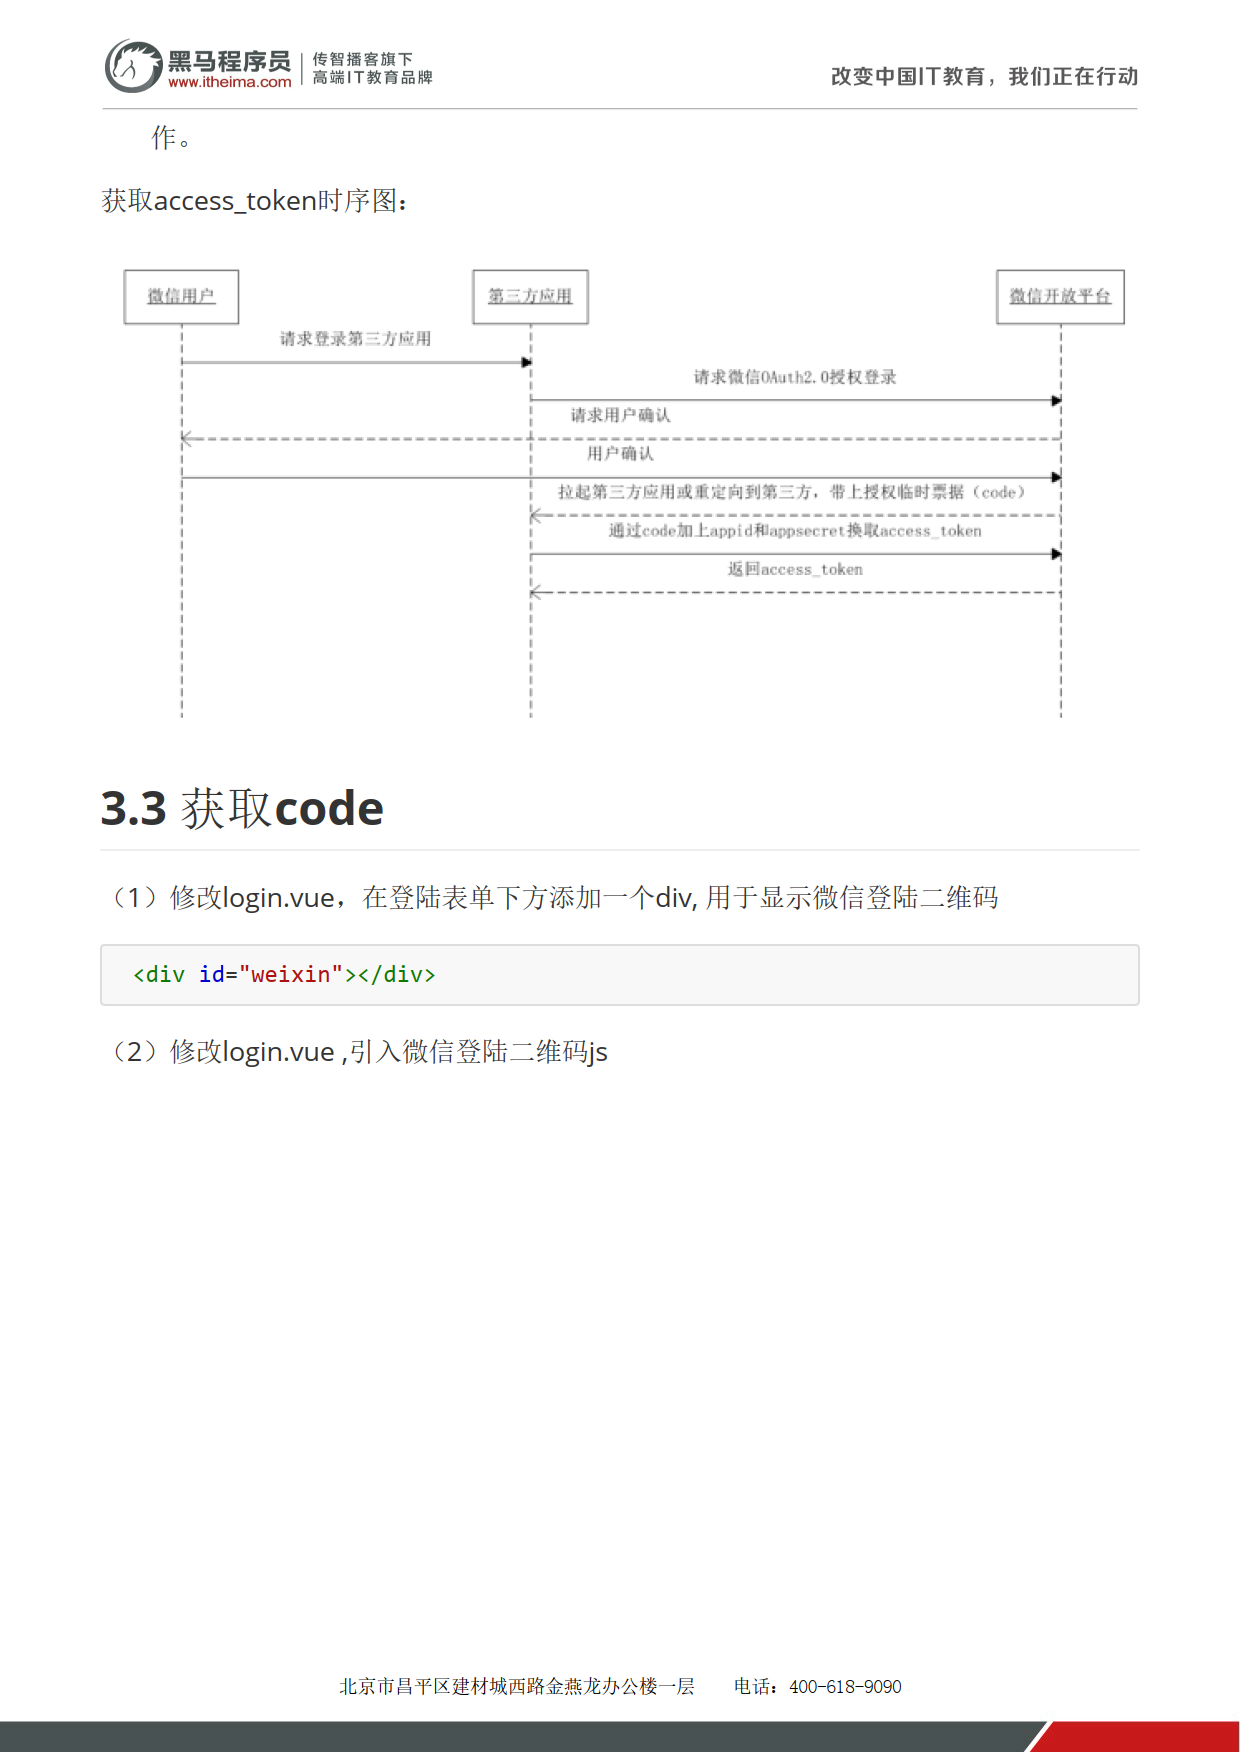 黑马程序员
www.itheima.com
传智播客旗下
高端IT教育品牌
改变中国IT教育，我们正在行动
作。
获取access_token时序图：
微信用户
第三方应用
微信开放平台
请求登录第三方应用
请求微信OAuth2.0授权登录
请求用户确认
用户确认
拉起第三方应用或重定向到第三方，带上授权临时票据（code）
通过code加上appid和appsecret换取access_token
返回access_token
3.3 获取code
（1）修改login.vue，在登陆表单下方添加一个div, 用于显示微信登陆二维码
<div id="weixin"></div>
（2）修改login.vue ,引入微信登陆二维码js
北京市昌平区建材城西路金燕龙办公楼一层 电话：400-618-9090